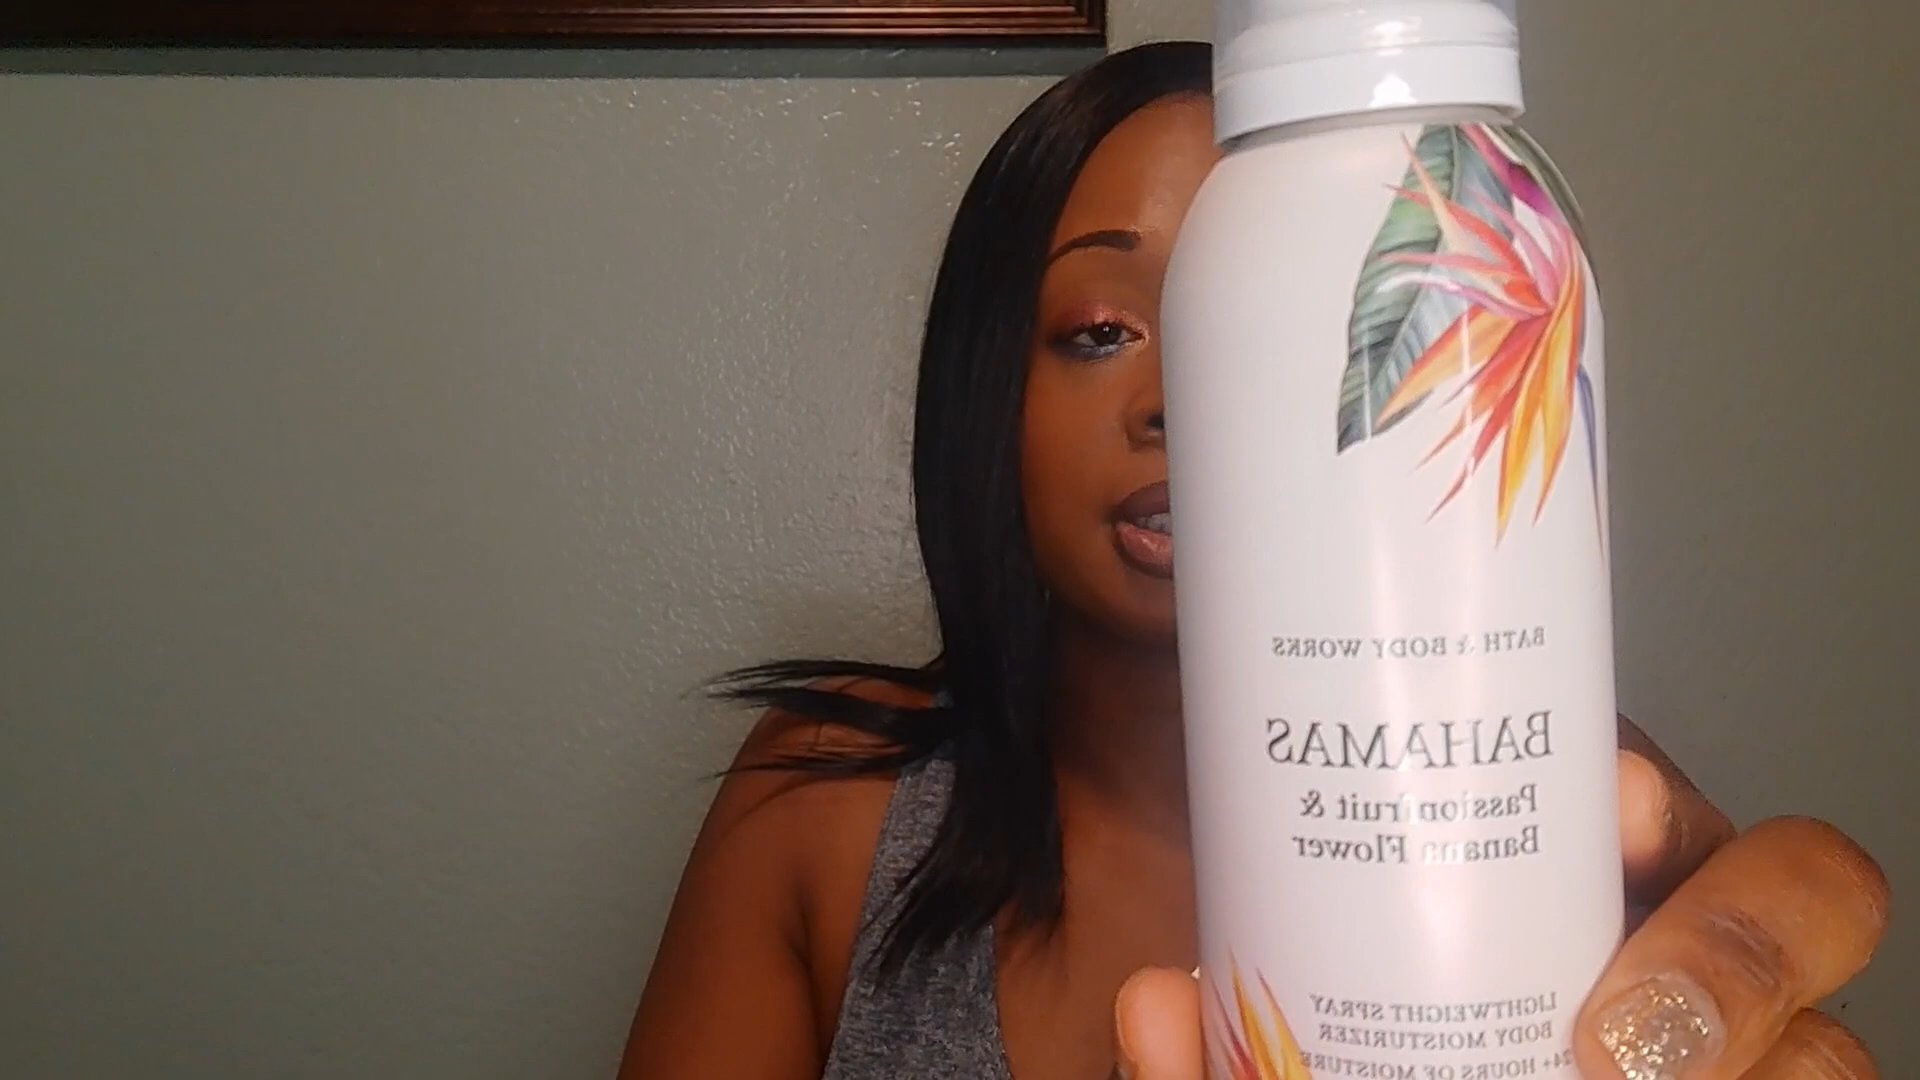 BATH & BODY WORKS
BAHAMAS
Passionfruit &
Banana Flower
LIGHTWEIGHT SPRAY
BODY MOISTURIZER
24+ HOURS OF MOISTURE